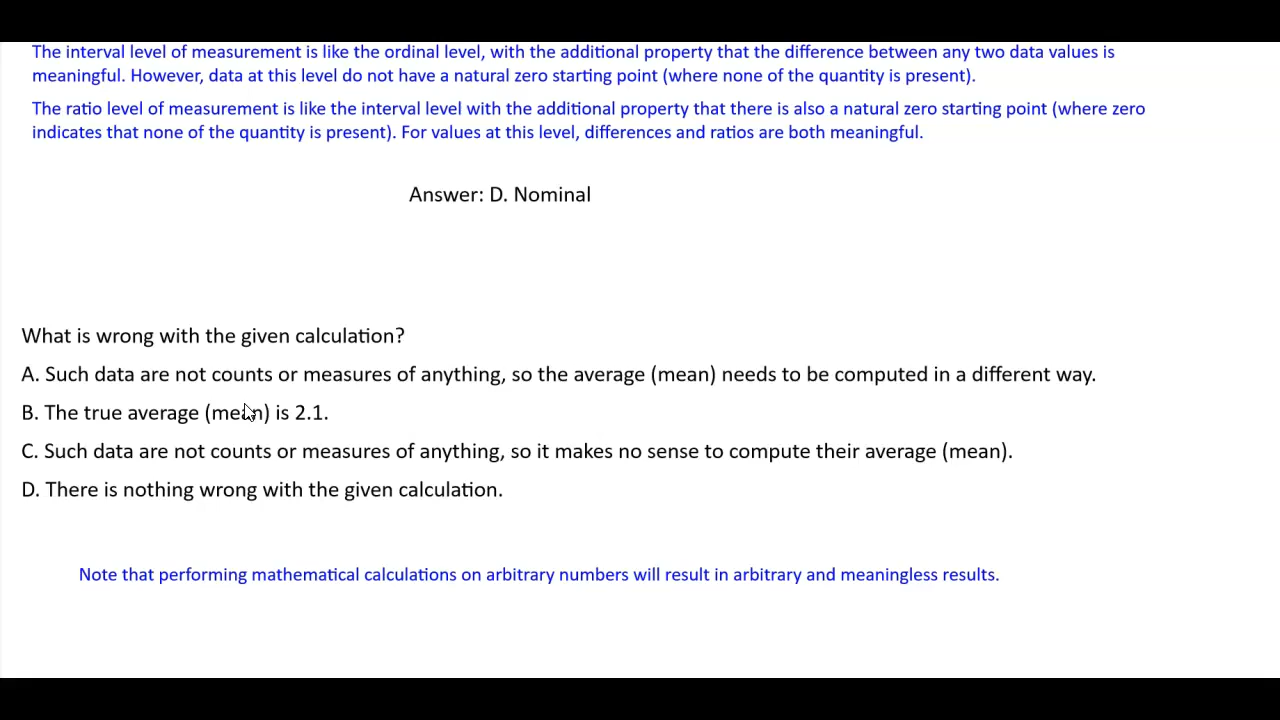 The interval level of measurement is like the ordinal level, with the additional property that the difference between any two data values is
meaningful. However, data at this level do not have a natural zero starting point (where none of the quantity is present).
The ratio level of measurement is like the interval level with the additional property that there is also a natural zero starting point (where zero
indicates that none of the quantity is present). For values at this level, differences and ratios are both meaningful.
Answer: D. Nominal
What is wrong with the given calculation?
A. Such data are not counts or measures of anything, so the average (mean) needs to be computed in a different way.
B. The true average (mean) is 2.1.
C. Such data are not counts or measures of anything, so it makes no sense to compute their average (mean).
D. There is nothing wrong with the given calculation.
Note that performing mathematical calculations on arbitrary numbers will result in arbitrary and meaningless results.